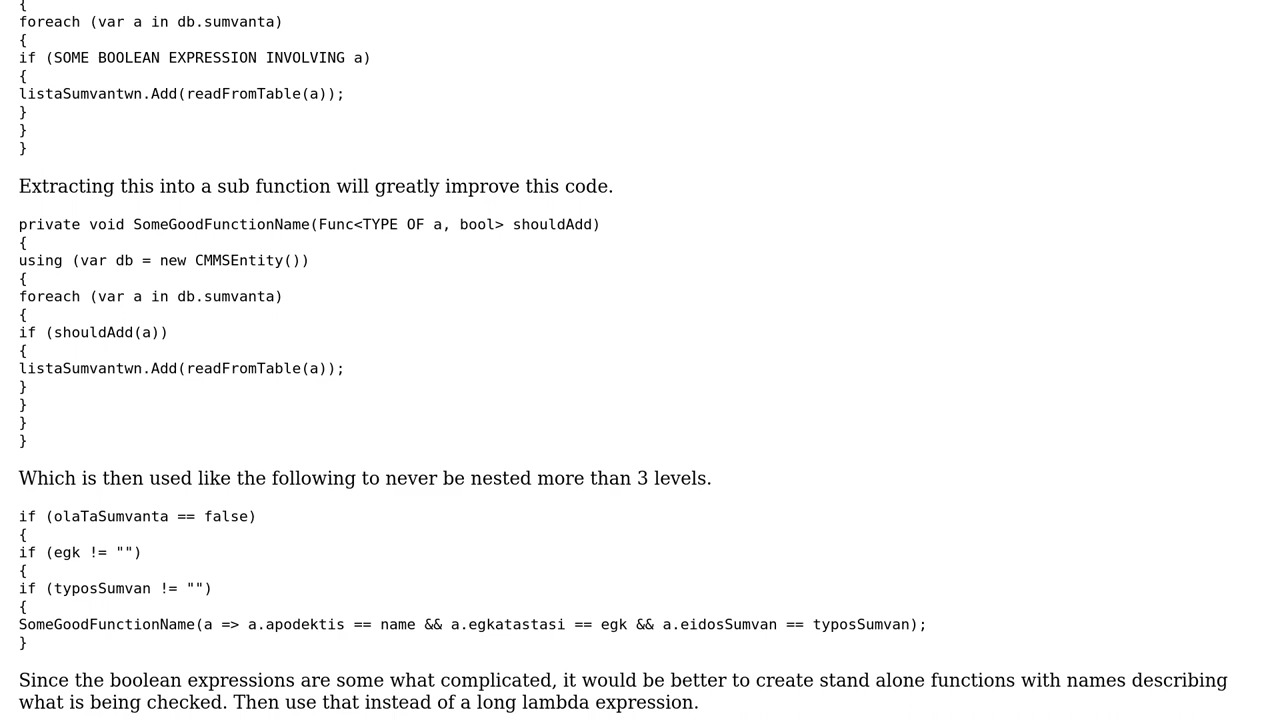 {
foreach (var a in db.sumvanta)
{
if (SOME BOOLEAN EXPRESSION INVOLVING a)
{
listaSumvantwn.Add(readFromTable(a));
}
}
}
Extracting this into a sub function will greatly improve this code.
private void SomeGoodFunctionName(Func<TYPE OF a, bool> shouldAdd)
{
using (var db = new CMMSEntity())
{
foreach (var a in db.sumvanta)
{
if (shouldAdd(a))
{
listaSumvantwn.Add(readFromTable(a));
}
}
}
}
Which is then used like the following to never be nested more than 3 levels.
if (olaTaSumvanta == false)
{
if (egk != "")
{
if (typosSumvan != "")
{
SomeGoodFunctionName(a => a.apodektis == name && a.egkatastasi == egk && a.eidosSumvan == typosSumvan);
}
Since the boolean expressions are some what complicated, it would be better to create stand alone functions with names describing
what is being checked. Then use that instead of a long lambda expression.